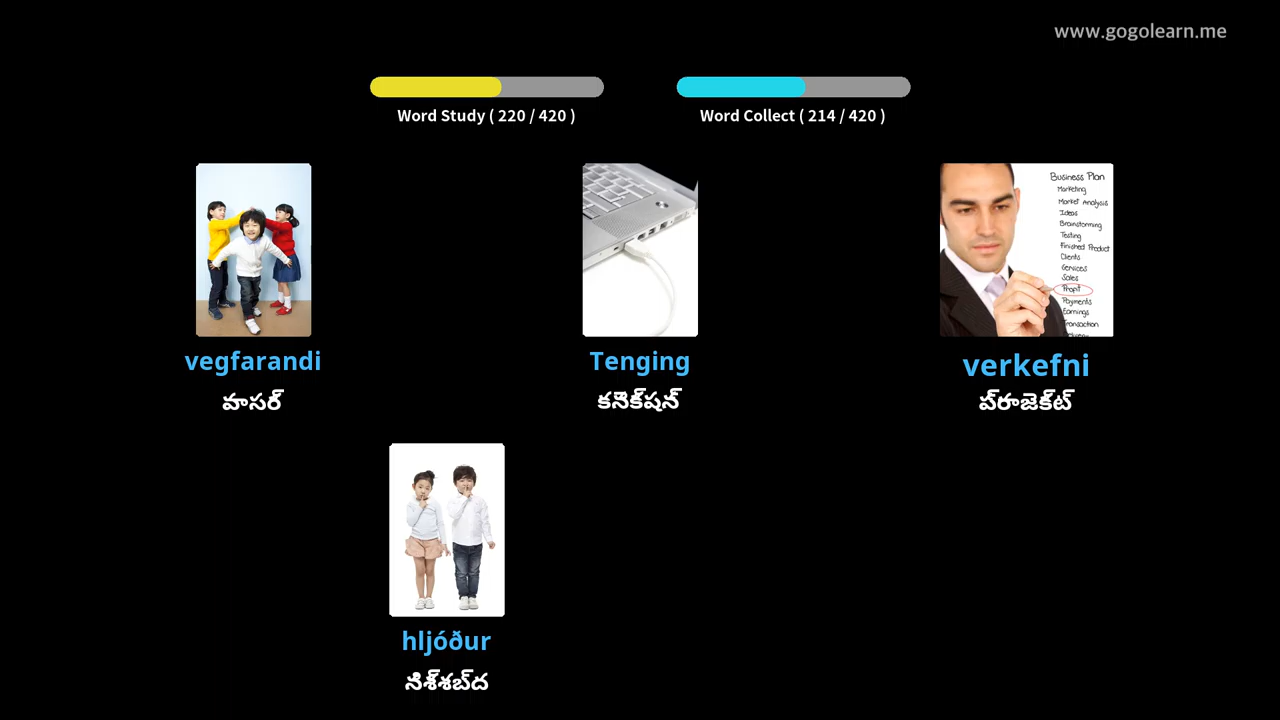 www.gogolearn.me
Word Study ( 220 / 420 )
Word Collect ( 214 / 420 )
Business Plan
Marketing
Market Analysis
Ideas
Brainstorming
Testing
Finished Product
Clients
Services
Sales
Profit
Payments
Earnings
Transaction
vegfarandi
Tenging
verkefni
వాసర్
కనెక్‌షన్
ప్‌రాజెక్‌ట్
hljóður
నిశ్‌శబ్‌ద